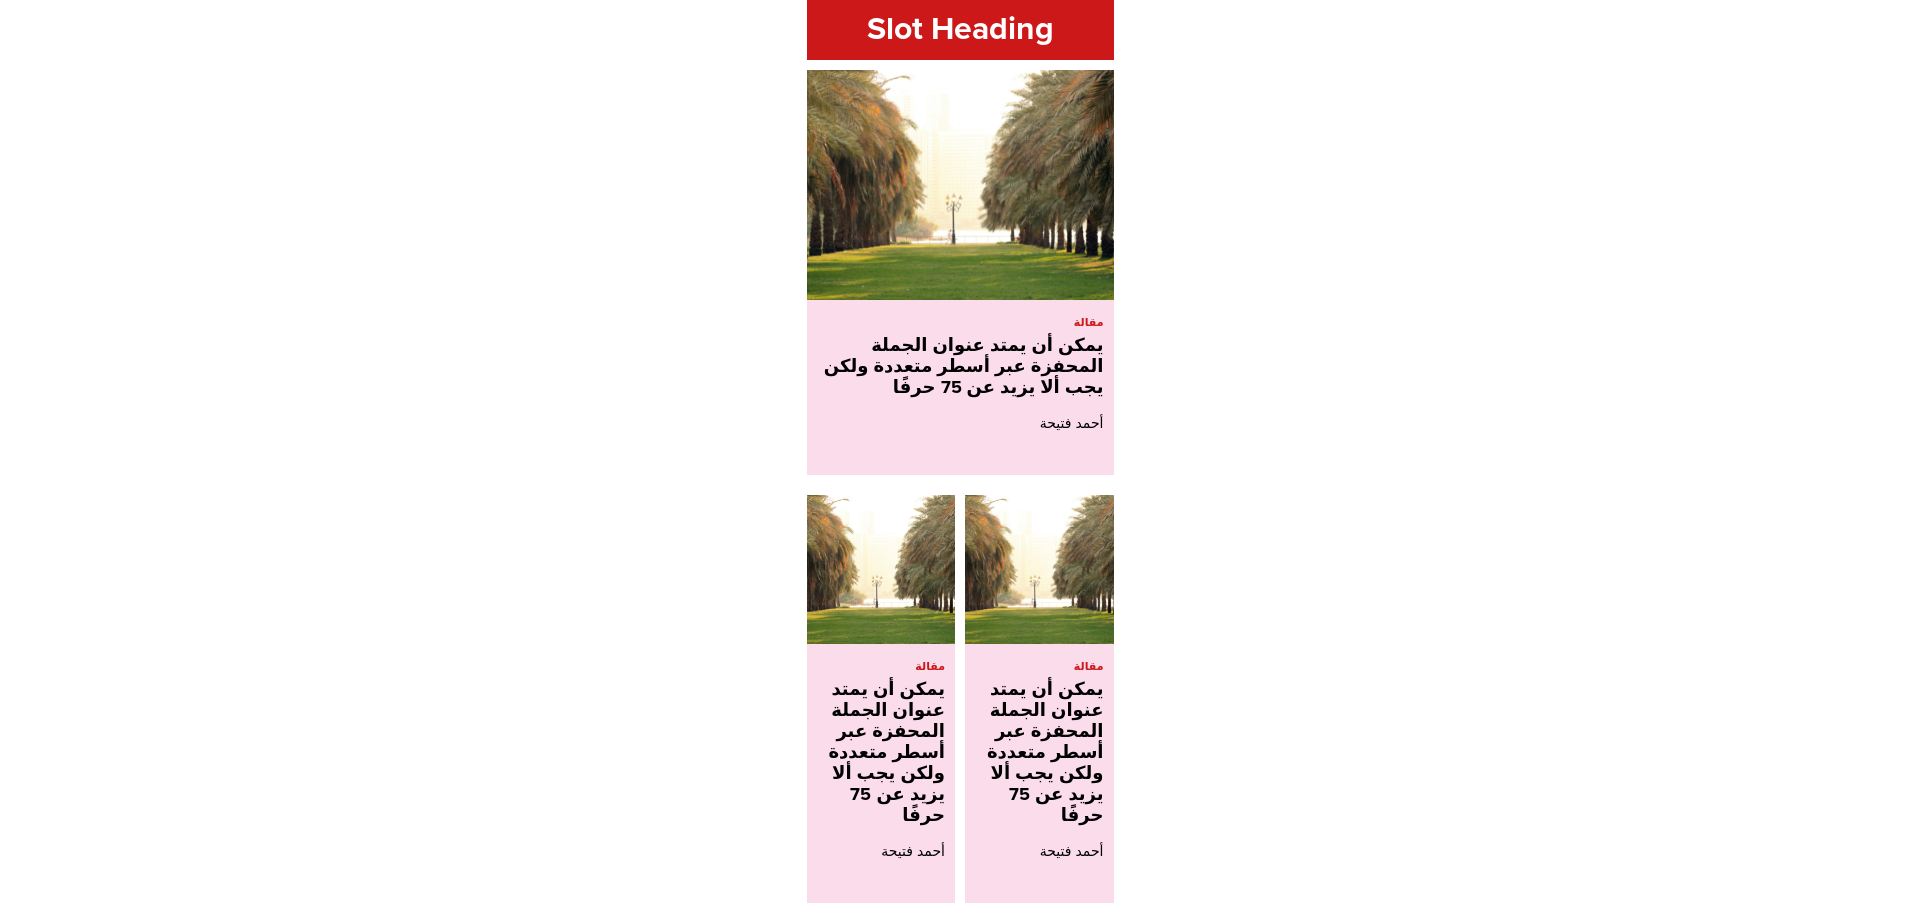 Slot Heading
مقالة
يمكن أن يمتد عنوان الجملة
المحفزة عبر أسطر متعددة ولكن
يجب ألا يزيد عن 75 حرفًا
أحمد فتيحة
مقالة
يمكن أن يمتد
عنوان الجملة
المحفزة عبر
أسطر متعددة
ولكن يجب ألا
يزيد عن 75
حرفًا
أحمد فتيحة
مقالة
يمكن أن يمتد
عنوان الجملة
المحفزة عبر
أسطر متعددة
ولكن يجب ألا
يزيد عن 75
حرفًا
أحمد فتيحة